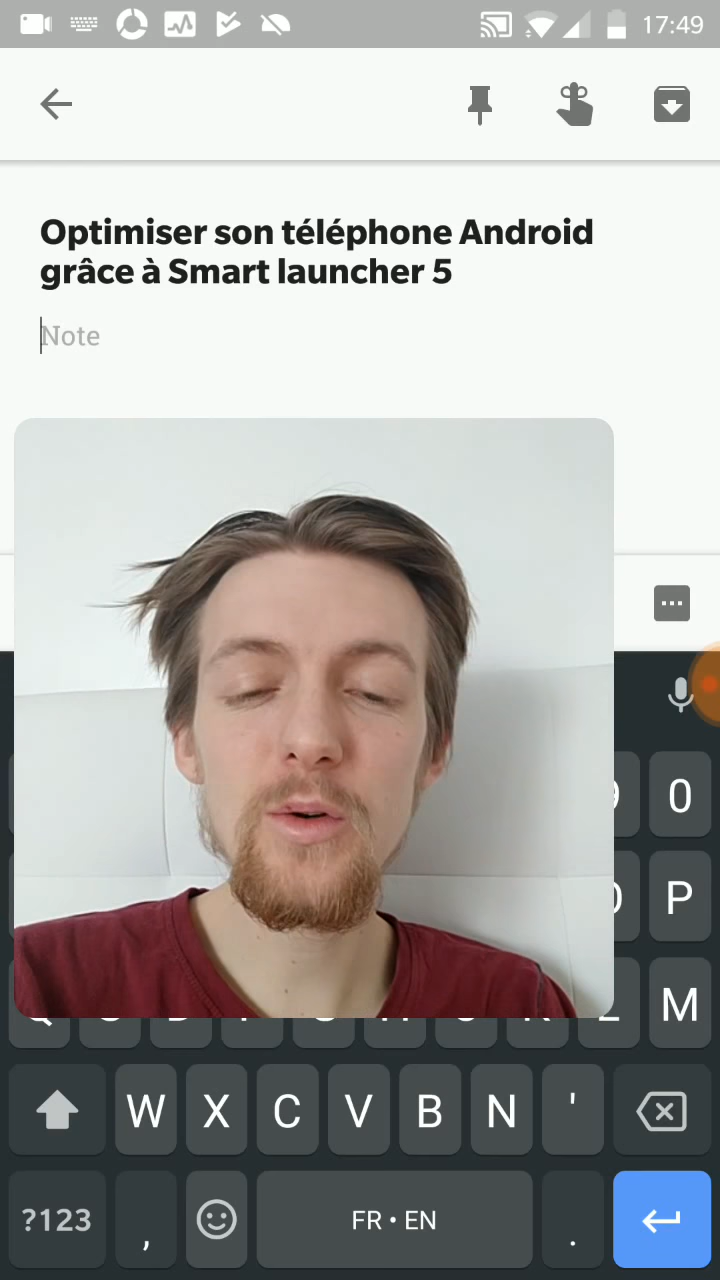 17:49
Optimiser son téléphone Android
grâce à Smart launcher 5
Note
0
P
M
W X C V B N '
?123 , FR • EN .